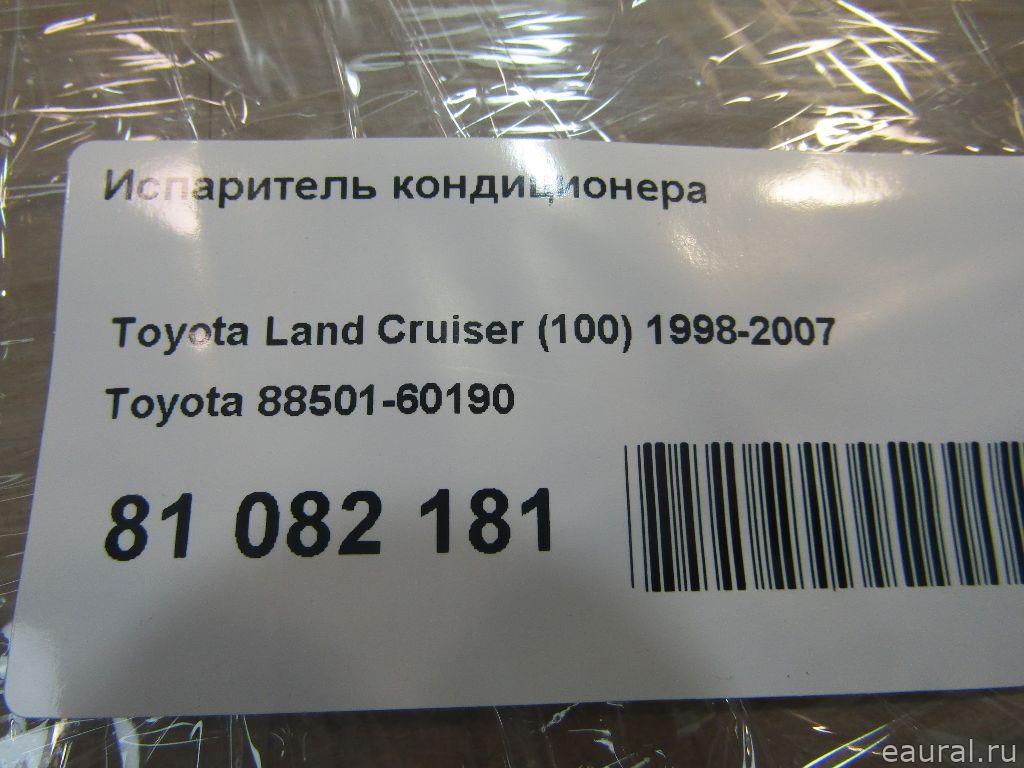 Испаритель кондиционера
Toyota Land Cruiser (100) 1998-2007
Toyota 88501-60190
81 082 181
eaural.ru